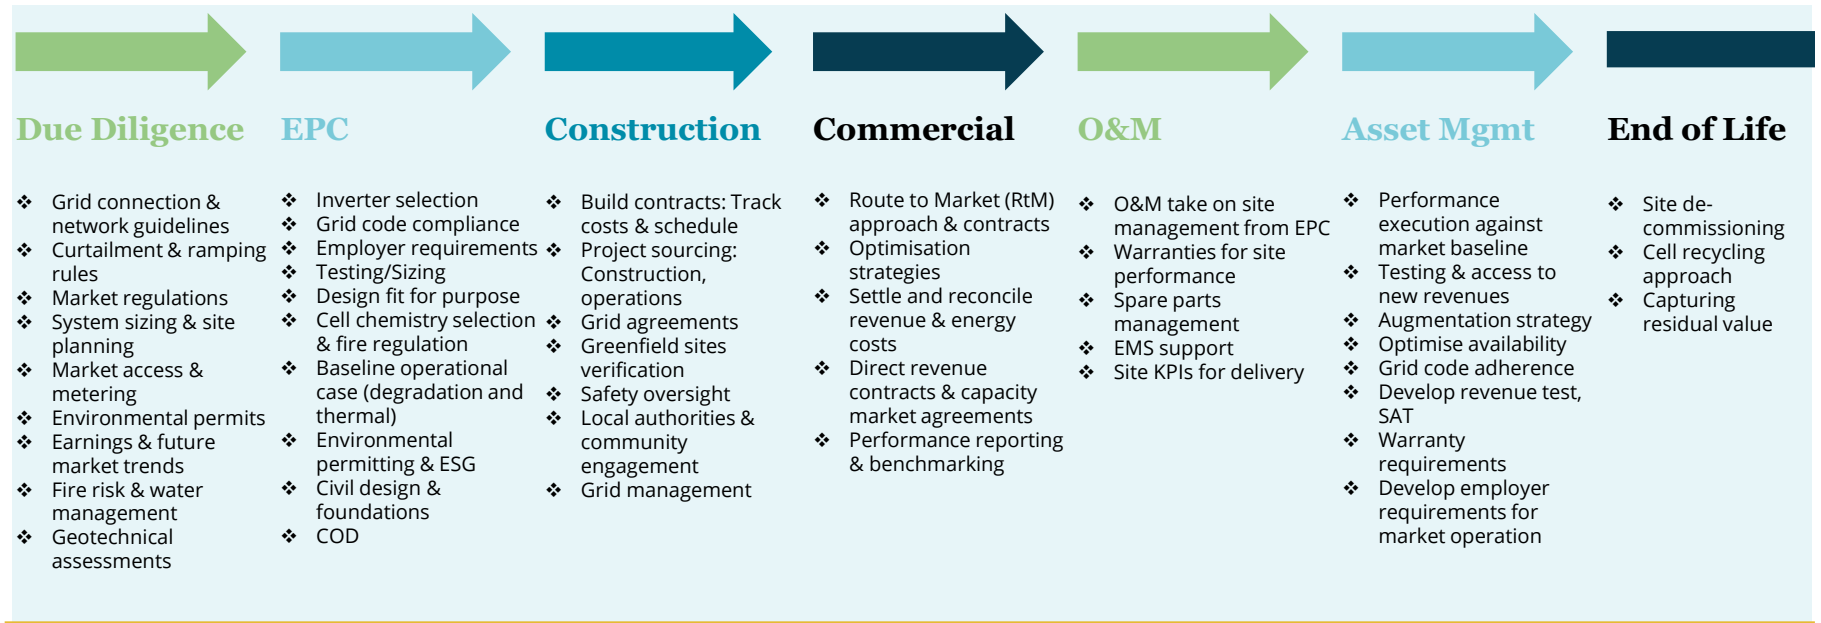 Due Diligence
❖ Grid connection &
network guidelines
❖ Curtailment & ramping
rules
❖ Market regulations
❖ System sizing & site
planning
❖ Market access &
metering
❖ Environmental permits
❖ Earnings & future
market trends
❖ Fire risk & water
management
❖ Geotechnical
assessments
EPC
❖ Inverter selection
❖ Grid code compliance
❖ Employer requirements
❖ Testing/Sizing
❖ Design fit for purpose
❖ Cell chemistry selection
& fire regulation
❖ Baseline operational
case (degradation and
thermal)
❖ Environmental
permitting & ESG
❖ Civil design &
foundations
❖ COD
Construction
❖ Build contracts: Track
costs & schedule
❖ Project sourcing:
Construction,
operations
❖ Grid agreements
❖ Greenfield sites
verification
❖ Safety oversight
❖ Local authorities &
community
engagement
❖ Grid management
Commercial
❖ Route to Market (RtM)
approach & contracts
❖ Optimisation
strategies
❖ Settle and reconcile
revenue & energy
costs
❖ Direct revenue
contracts & capacity
market agreements
❖ Performance reporting
& benchmarking
O&M
❖ O&M take on site
management from EPC
❖ Warranties for site
performance
❖ Spare parts
management
❖ EMS support
❖ Site KPIs for delivery
Asset Mgmt
❖ Performance
execution against
market baseline
❖ Testing & access to
new revenues
❖ Augmentation strategy
❖ Optimise availability
❖ Grid code adherence
❖ Develop revenue test,
SAT
❖ Warranty
requirements
❖ Develop employer
requirements for
market operation
End of Life
❖ Site de-
commissioning
❖ Cell recycling
approach
❖ Capturing
residual value